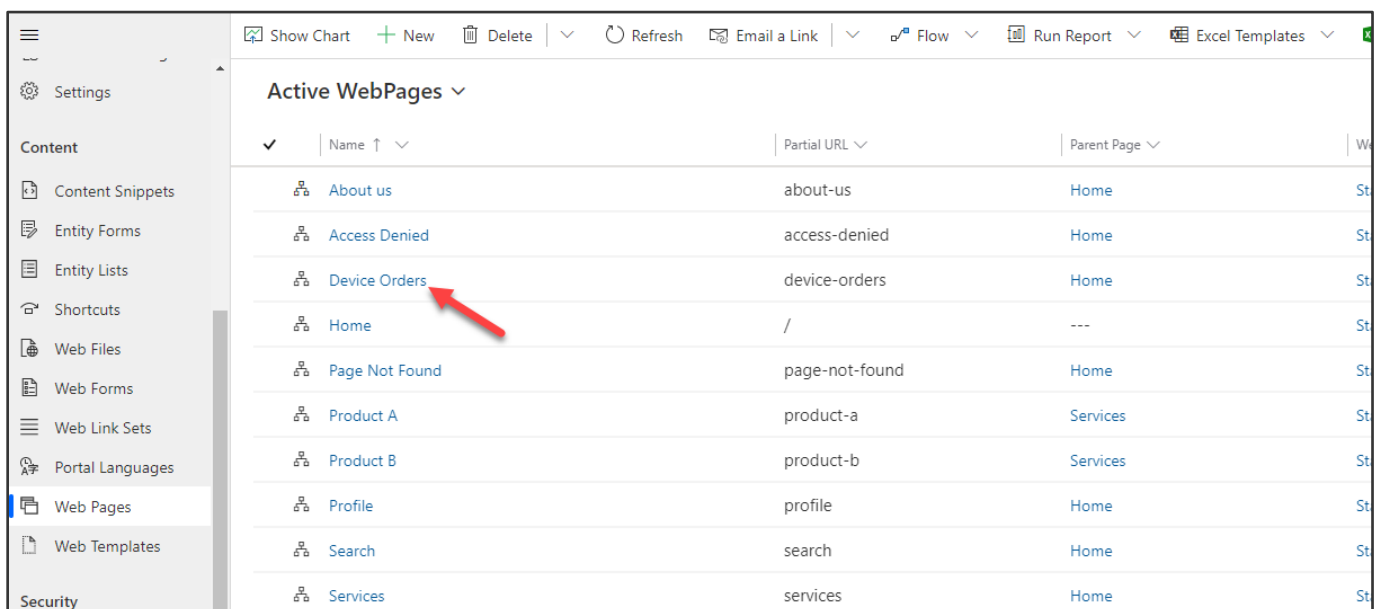 Show Chart New Delete Refresh Email a Link Flow Run Report Excel Templates
Settings
Content
Content Snippets
Entity Forms
Entity Lists
Shortcuts
Web Files
Web Forms
Web Link Sets
Portal Languages
Web Pages
Web Templates
Security
Active WebPages
Name ↑ Partial URL Parent Page
About us about-us Home
Access Denied access-denied Home
Device Orders device-orders Home
Home / ---
Page Not Found page-not-found Home
Product A product-a Services
Product B product-b Services
Profile profile Home
Search search Home
Services services Home